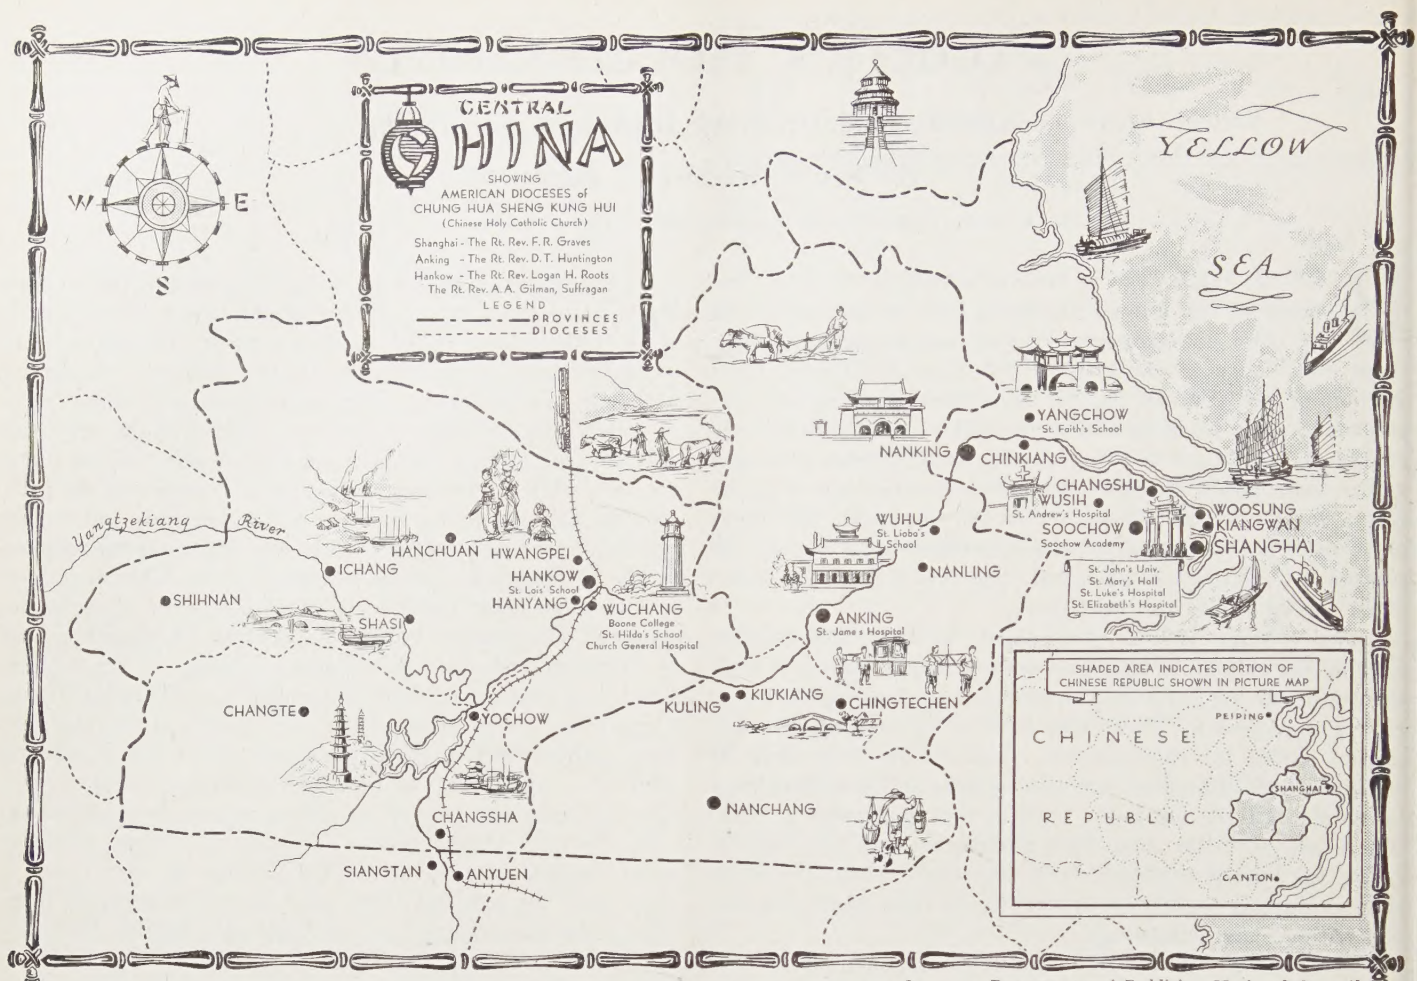 CENTRAL
CHINA
SHOWING
AMERICAN DIOCESES of
CHUNG HUA SHENG KUNG HUI
(Chinese Holy Catholic Church)
Shanghai - The Rt. Rev. F. R. Graves
Anking - The Rt. Rev. D. T. Huntington
Hankow - The Rt. Rev. Logan H. Roots
The Rt. Rev. A. A. Gilman, Suffragan
LEGEND
PROVINCES
DIOCESES
W E
S
YELLOW
SEA
YANGCHOW
St. Faith's School
NANKING
CHINKIANG
CHANGSHU
WUSIH
St. Andrew's Hospital
SOOCHOW
Soochow Academy
WOOSUNG
KIANGWAN
SHANGHAI
St. John's Univ.
St. Mary's Hall
St. Luke's Hospital
St. Elizabeth's Hospital
WUHU
St. Lioba's
School
NANLING
Yangtzekiang River
HANCHUAN
HWANGPEI
ICHANG
HANKOW
St. Lois' School
HANYANG
SHIHNAN
WUCHANG
Boone College
St. Hilda's School
Church General Hospital
SHASI
ANKING
St. James Hospital
KIUKIANG
KULING
CHINGTECHEN
CHANGTE
YOCHOW
NANCHANG
CHANGSHA
SIANGTAN
ANYUEN
SHADED AREA INDICATES PORTION OF
CHINESE REPUBLIC SHOWN IN PICTURE MAP
PEIPING
CHINESE
SHANGHAI
REPUBLIC
CANTON